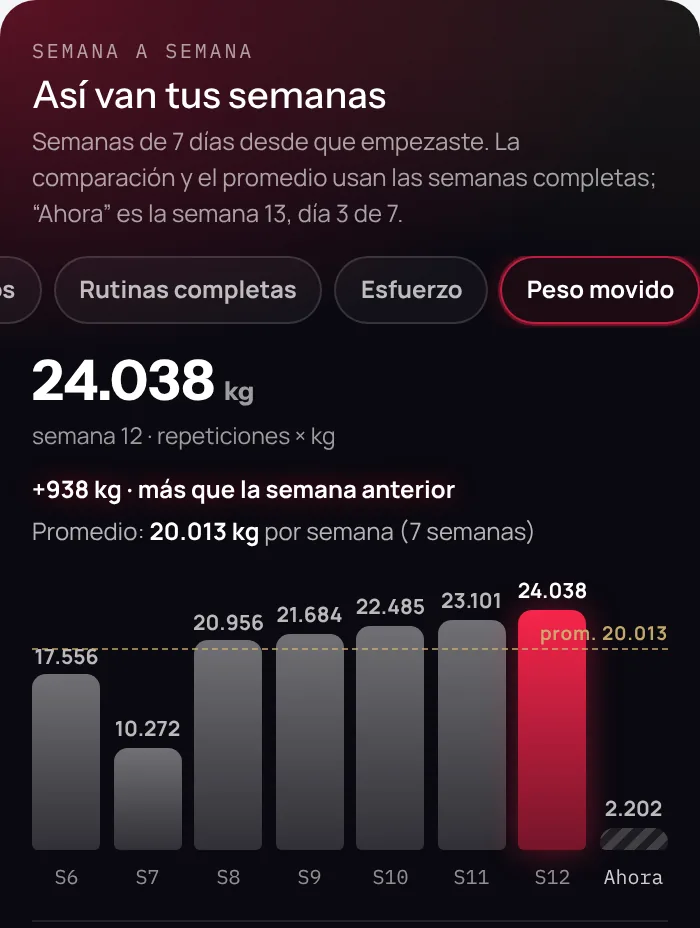 SEMANA A SEMANA
Así van tus semanas
Semanas de 7 días desde que empezaste. La
comparación y el promedio usan las semanas completas;
“Ahora” es la semana 13, día 3 de 7.
os Rutinas completas Esfuerzo Peso movido
24.038 kg
semana 12 · repeticiones × kg
+938 kg · más que la semana anterior
Promedio: 20.013 kg por semana (7 semanas)
17.556 10.272 20.956 21.684 22.485 23.101 24.038 2.202
prom. 20.013
S6 S7 S8 S9 S10 S11 S12 Ahora